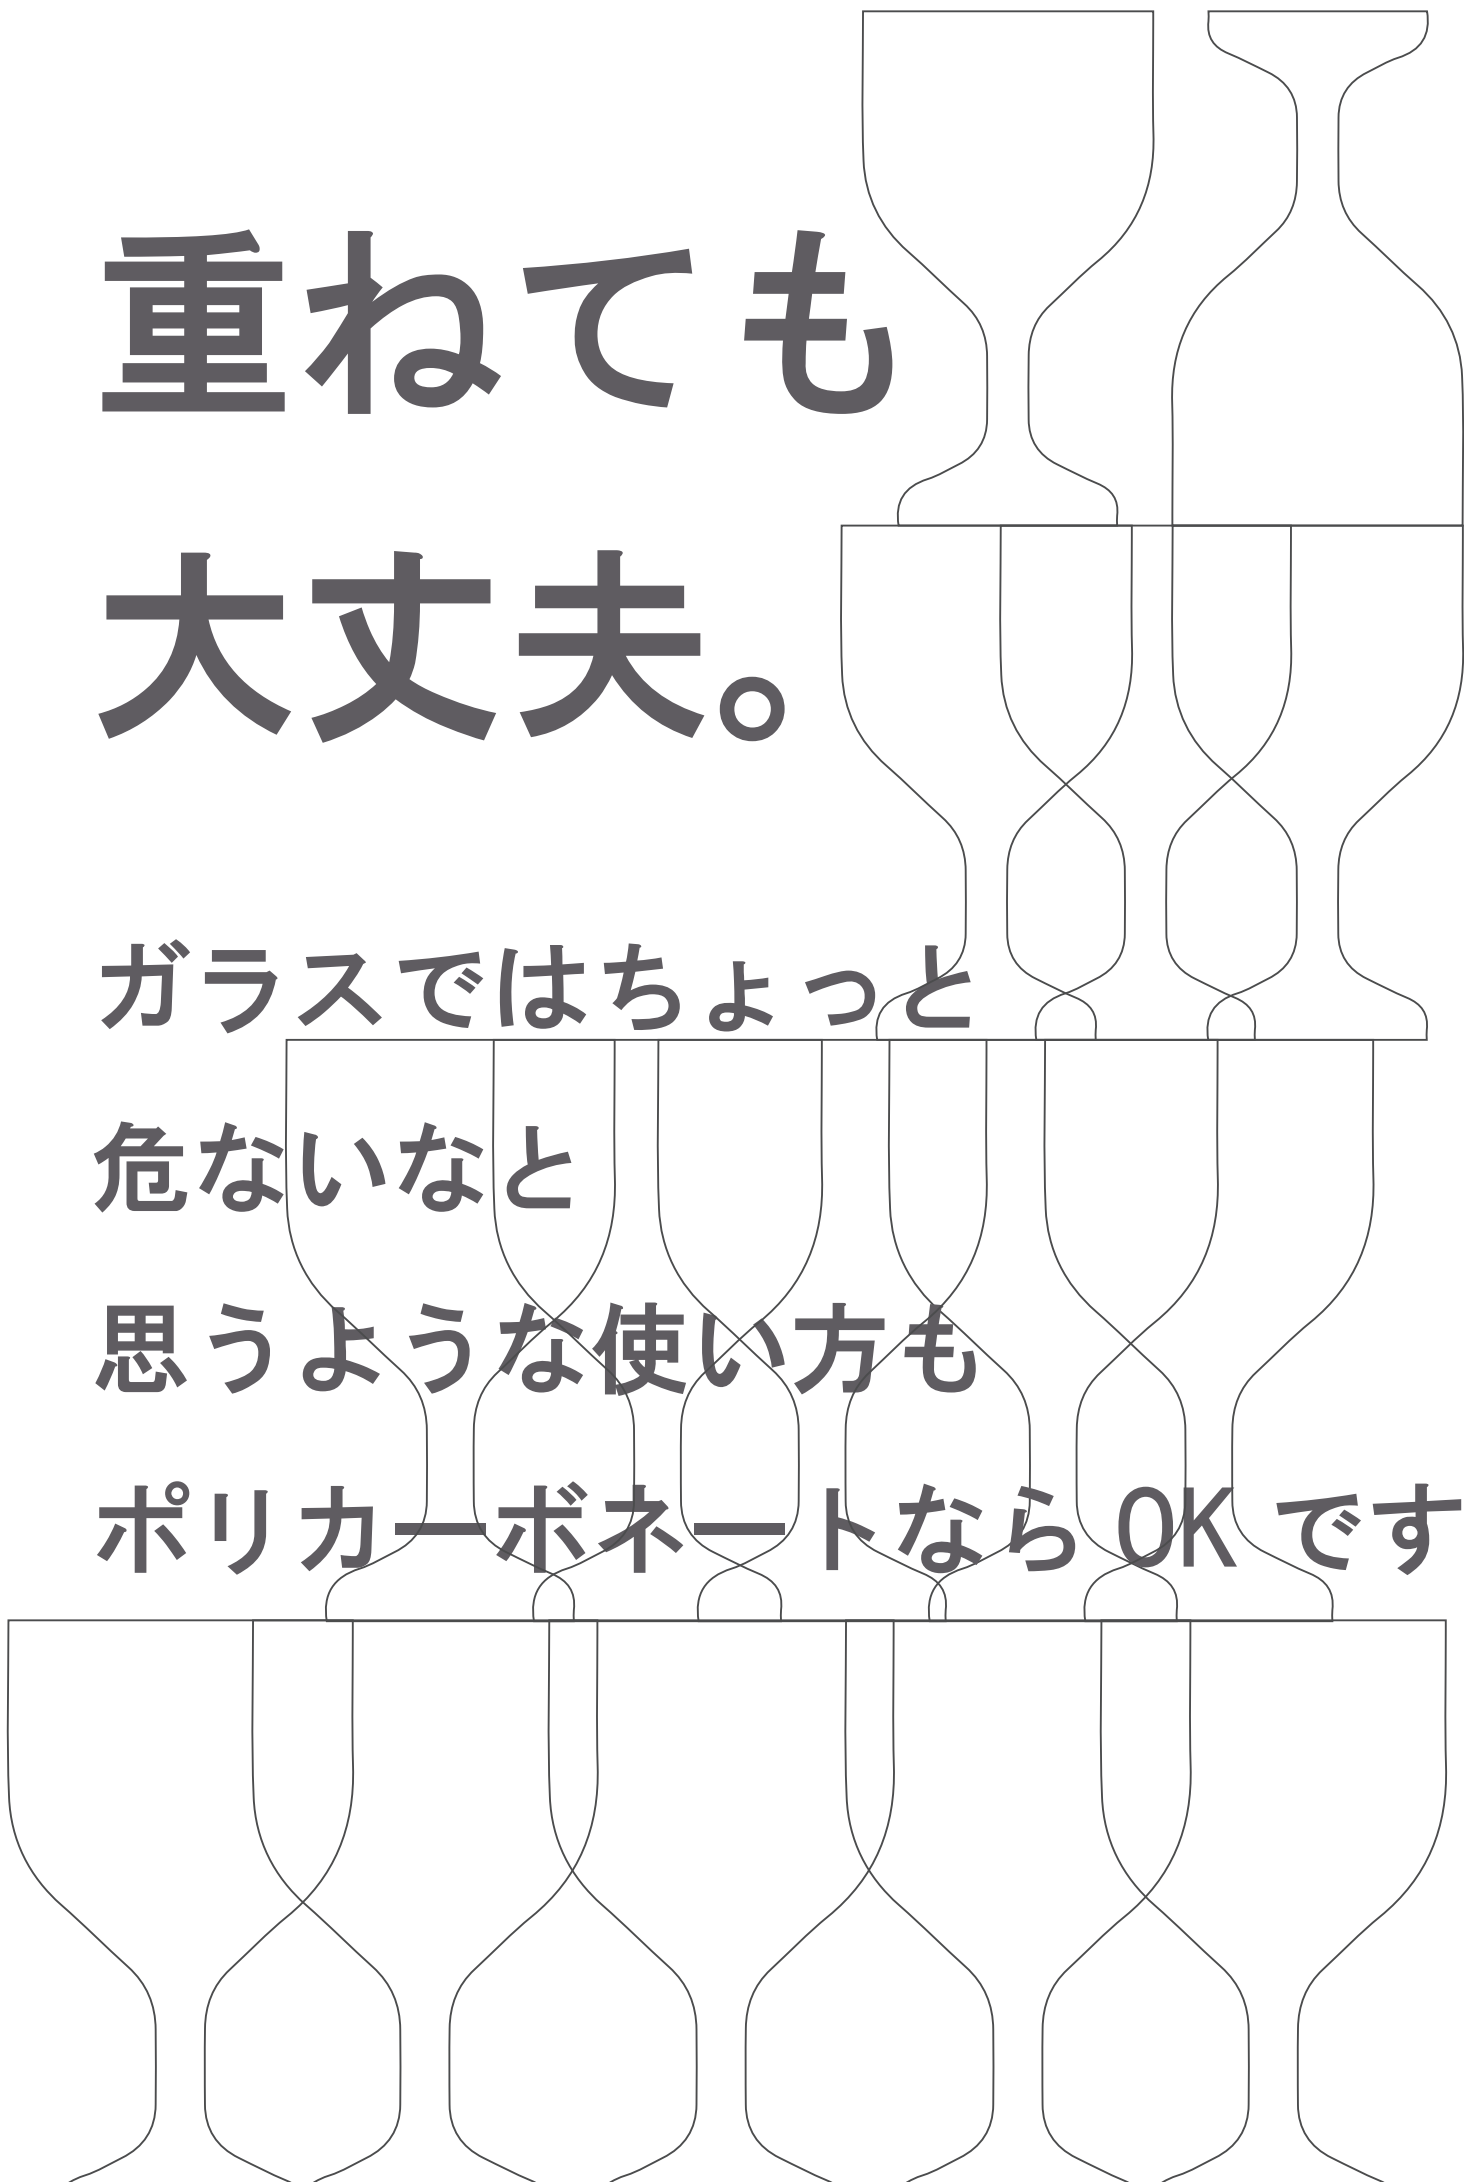 重ねても
大丈夫。
ガラスではちょっと
危ないなと
思うような使い方も
ポリカーボネートなら OK です